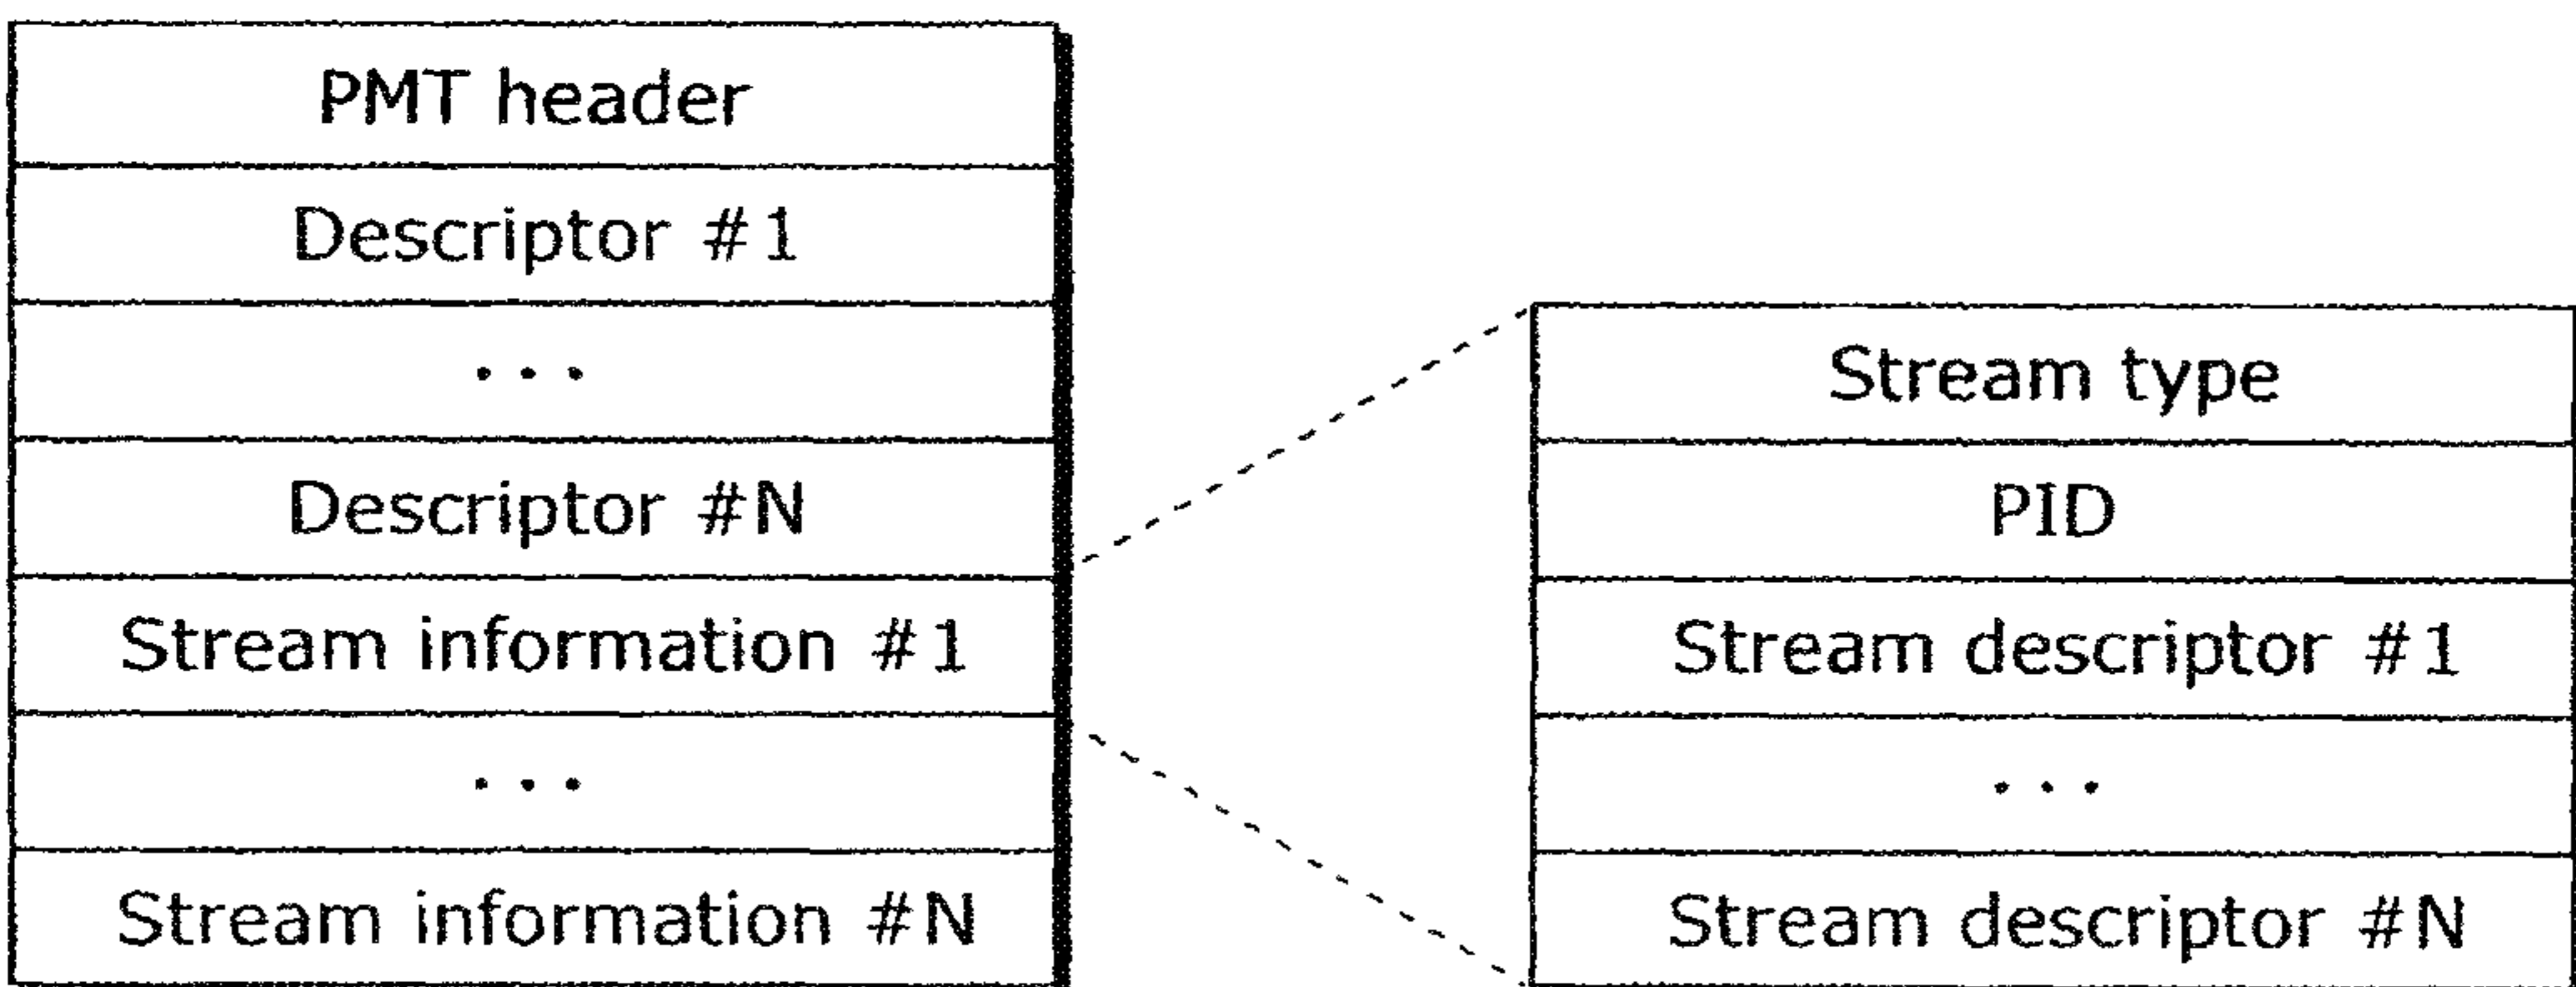 PMT header
Descriptor #1
...
Descriptor #N
Stream information #1
...
Stream information #N
Stream type
PID
Stream descriptor #1
...
Stream descriptor #N